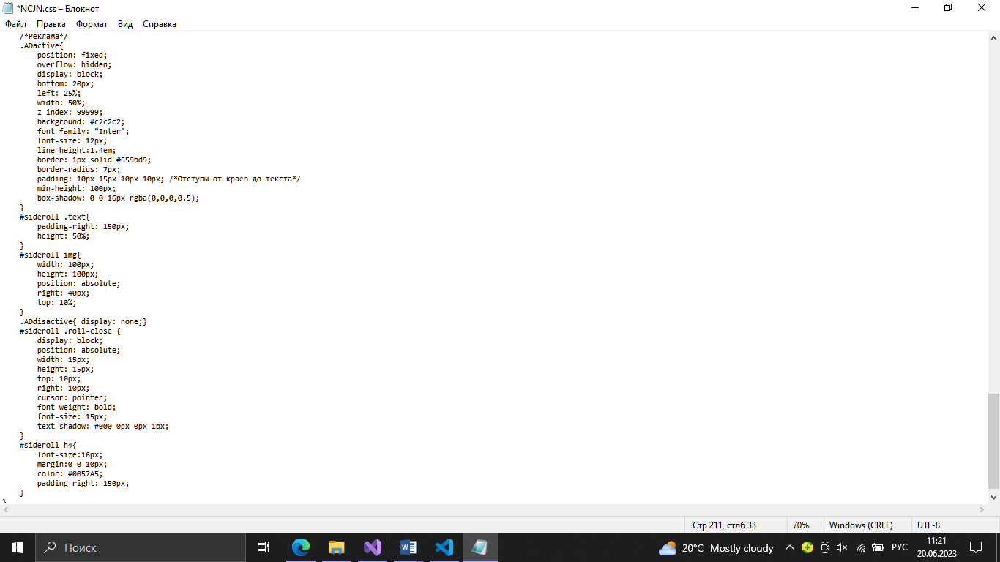 *NCJN.css – Блокнот
Файл Правка Формат Вид Справка
/*Реклама*/
.ADactive{
position: fixed;
overflow: hidden;
display: block;
bottom: 20px;
left: 25%;
width: 50%;
z-index: 99999;
background: #c2c2c2;
font-family: "Inter";
font-size: 12px;
line-height:1.4em;
border: 1px solid #559bd9;
border-radius: 7px;
padding: 10px 15px 10px 10px; /*Отступы от краев до текста*/
min-height: 100px;
box-shadow: 0 0 16px rgba(0,0,0,0.5);
}
#sideroll .text{
padding-right: 150px;
height: 50%;
}
#sideroll img{
width: 100px;
height: 100px;
position: absolute;
right: 40px;
top: 10%;
}
.ADdisactive{ display: none;}
#sideroll .roll-close {
display: block;
position: absolute;
width: 15px;
height: 15px;
top: 10px;
right: 10px;
cursor: pointer;
font-weight: bold;
font-size: 15px;
text-shadow: #000 0px 0px 1px;
}
#sideroll h4{
font-size:16px;
margin:0 0 10px;
color: #0057A5;
padding-right: 150px;
}
}
Стр 211, стлб 33 70% Windows (CRLF) UTF-8
Поиск 20°C Mostly cloudy РУС 11:21
20.06.2023